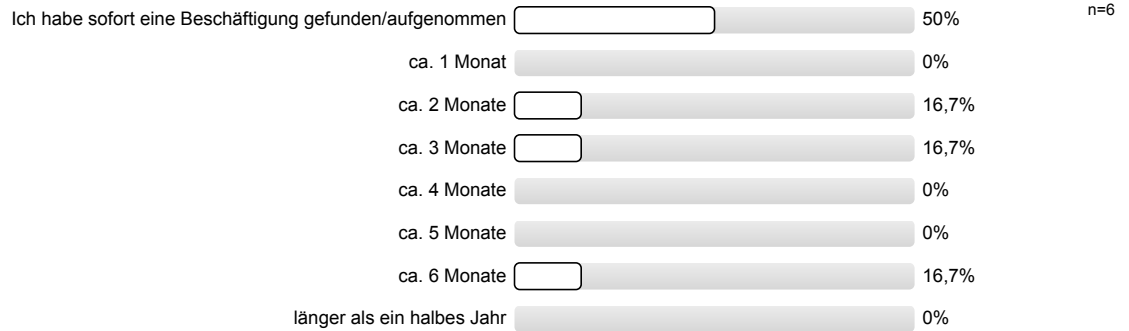 Ich habe sofort eine Beschäftigung gefunden/aufgenommen 50% n=6
ca. 1 Monat 0%
ca. 2 Monate 16,7%
ca. 3 Monate 16,7%
ca. 4 Monate 0%
ca. 5 Monate 0%
ca. 6 Monate 16,7%
länger als ein halbes Jahr 0%